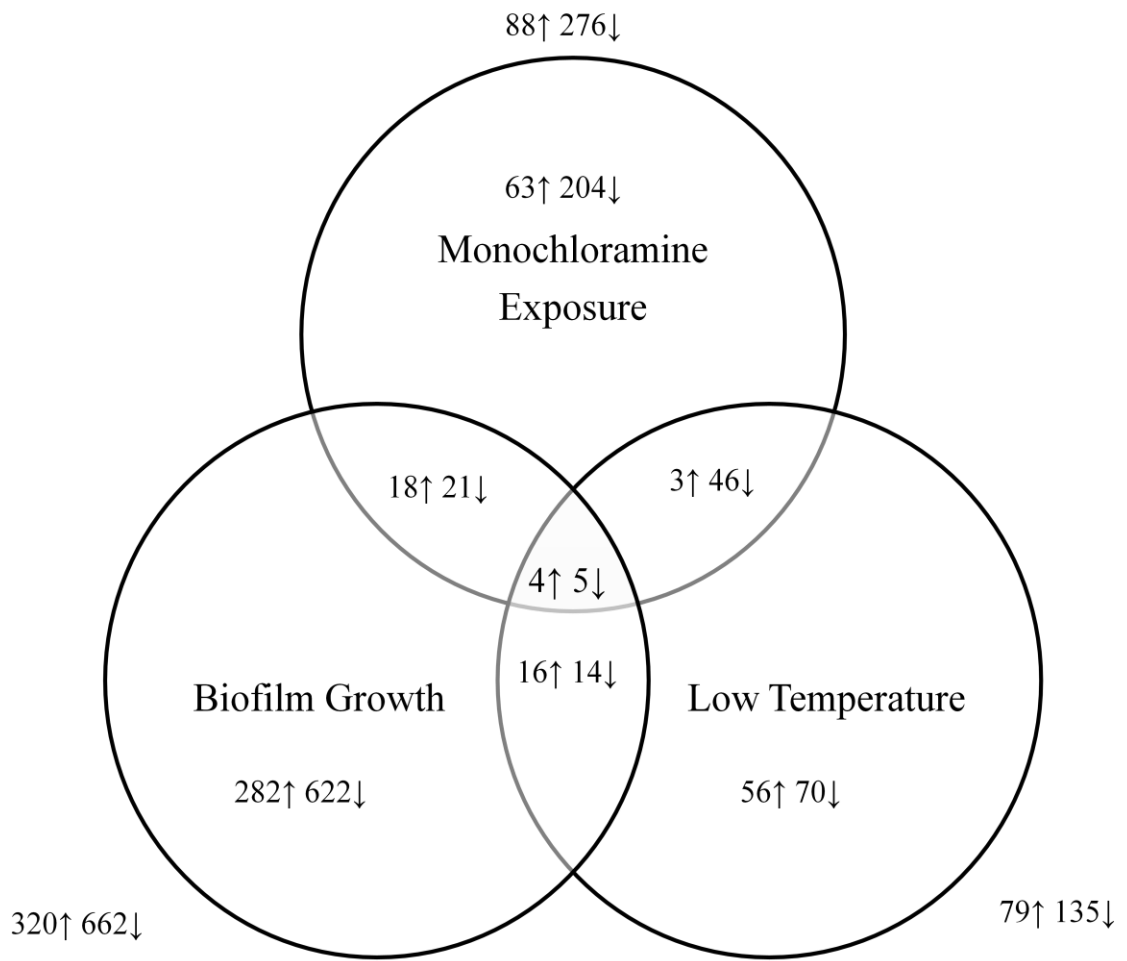 88↑ 276↓
63↑ 204↓
Monochloramine
Exposure
18↑ 21↓
3↑ 46↓
4↑ 5↓
16↑ 14↓
Biofilm Growth
Low Temperature
282↑ 622↓
56↑ 70↓
320↑ 662↓
79↑ 135↓